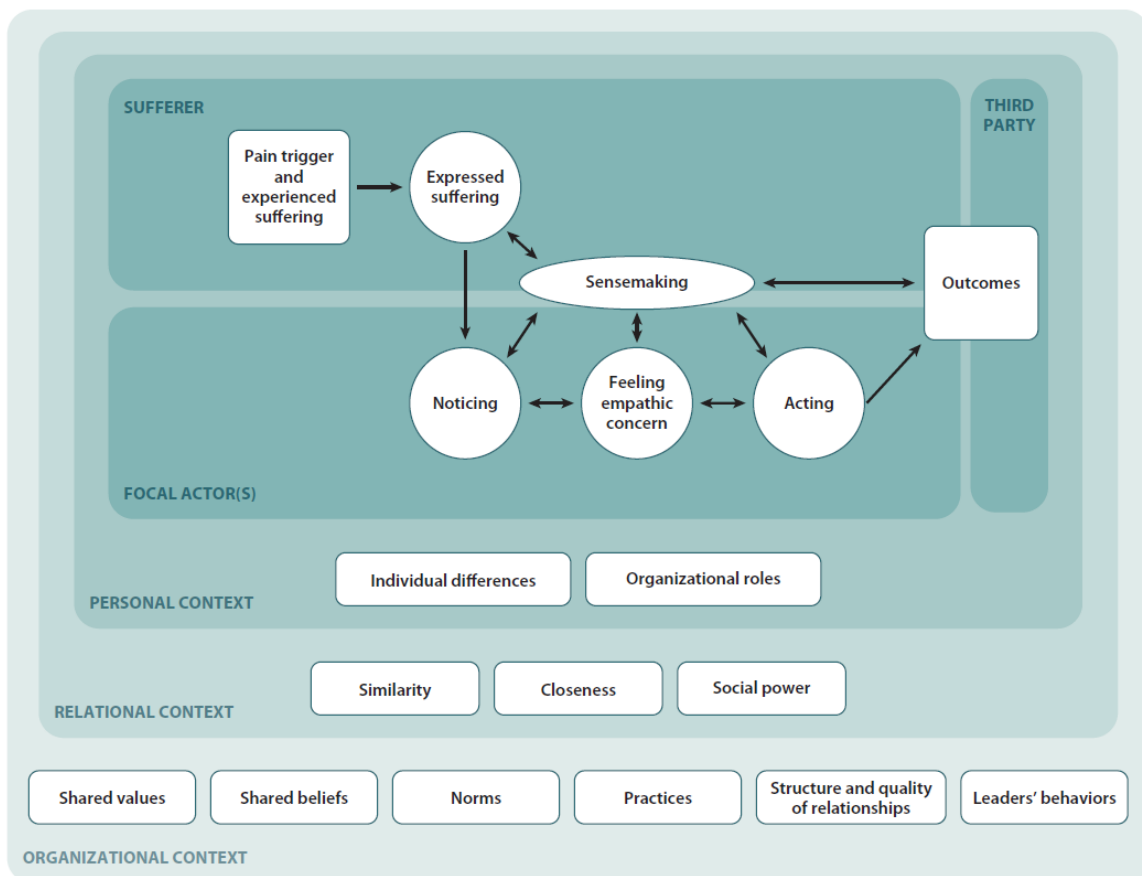 SUFFERER
THIRD
PARTY
Pain trigger
and
experienced
suffering
Expressed
suffering
Sensemaking
Outcomes
Noticing
Feeling
empathic
concern
Acting
FOCAL ACTOR(S)
Individual differences
Organizational roles
PERSONAL CONTEXT
Similarity
Closeness
Social power
RELATIONAL CONTEXT
Shared values
Shared beliefs
Norms
Practices
Structure and quality
of relationships
Leaders’ behaviors
ORGANIZATIONAL CONTEXT